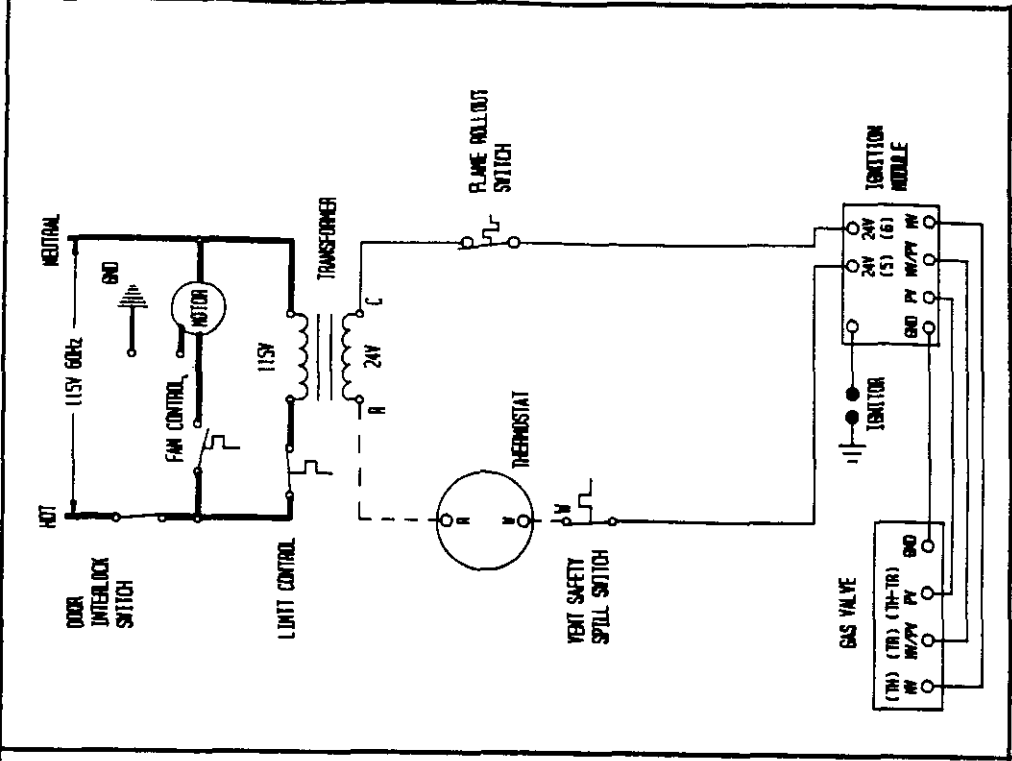 HOT
115V 60Hz
NEUTRAL
GND
DOOR
INTERLOCK
SWITCH
FAN CONTROL
MOTOR
LIMIT CONTROL
115V
TRANSFORMER
24V
R
C
THERMOSTAT
R
W
W
FLAME ROLLOUT
SWITCH
VENT SAFETY
SPILL SWITCH
GAS VALVE
(TH) (TR) (TH-TR)
MV MV/PV PV GND
IGNITOR
IGNITION
MODULE
24V 24V
(5) (6)
GND PV MV/PV MV